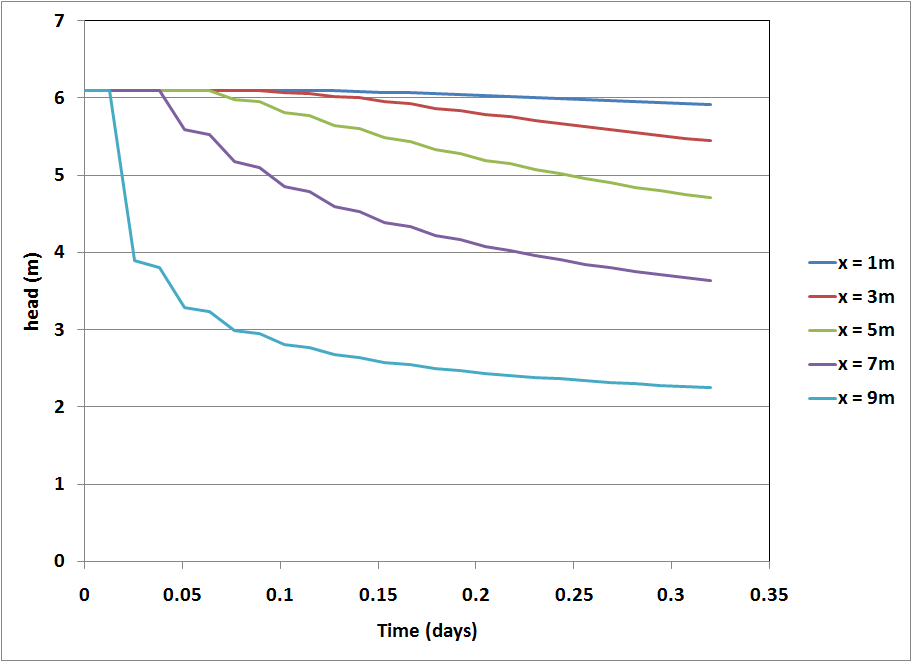 7
6
5
4
3
2
1
0
head (m)
0 0.05 0.1 0.15 0.2 0.25 0.3 0.35
Time (days)
x = 1m
x = 3m
x = 5m
x = 7m
x = 9m